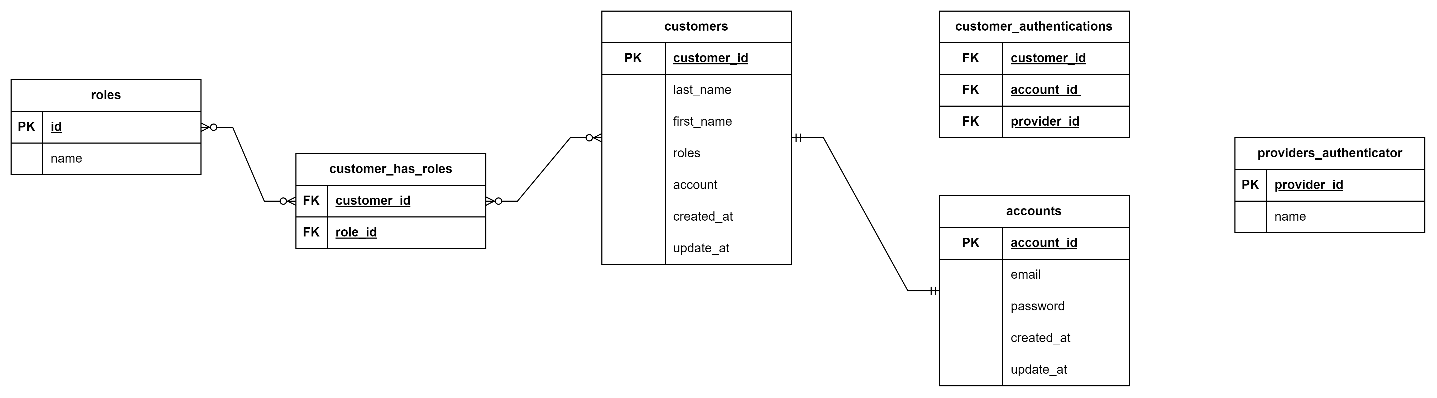 roles
PK id
name
customer_has_roles
FK customer_id
FK role_id
customers
PK customer_id
last_name
first_name
roles
account
created_at
update_at
customer_authentications
FK customer_id
FK account_id
FK provider_id
accounts
PK account_id
email
password
created_at
update_at
providers_authenticator
PK provider_id
name